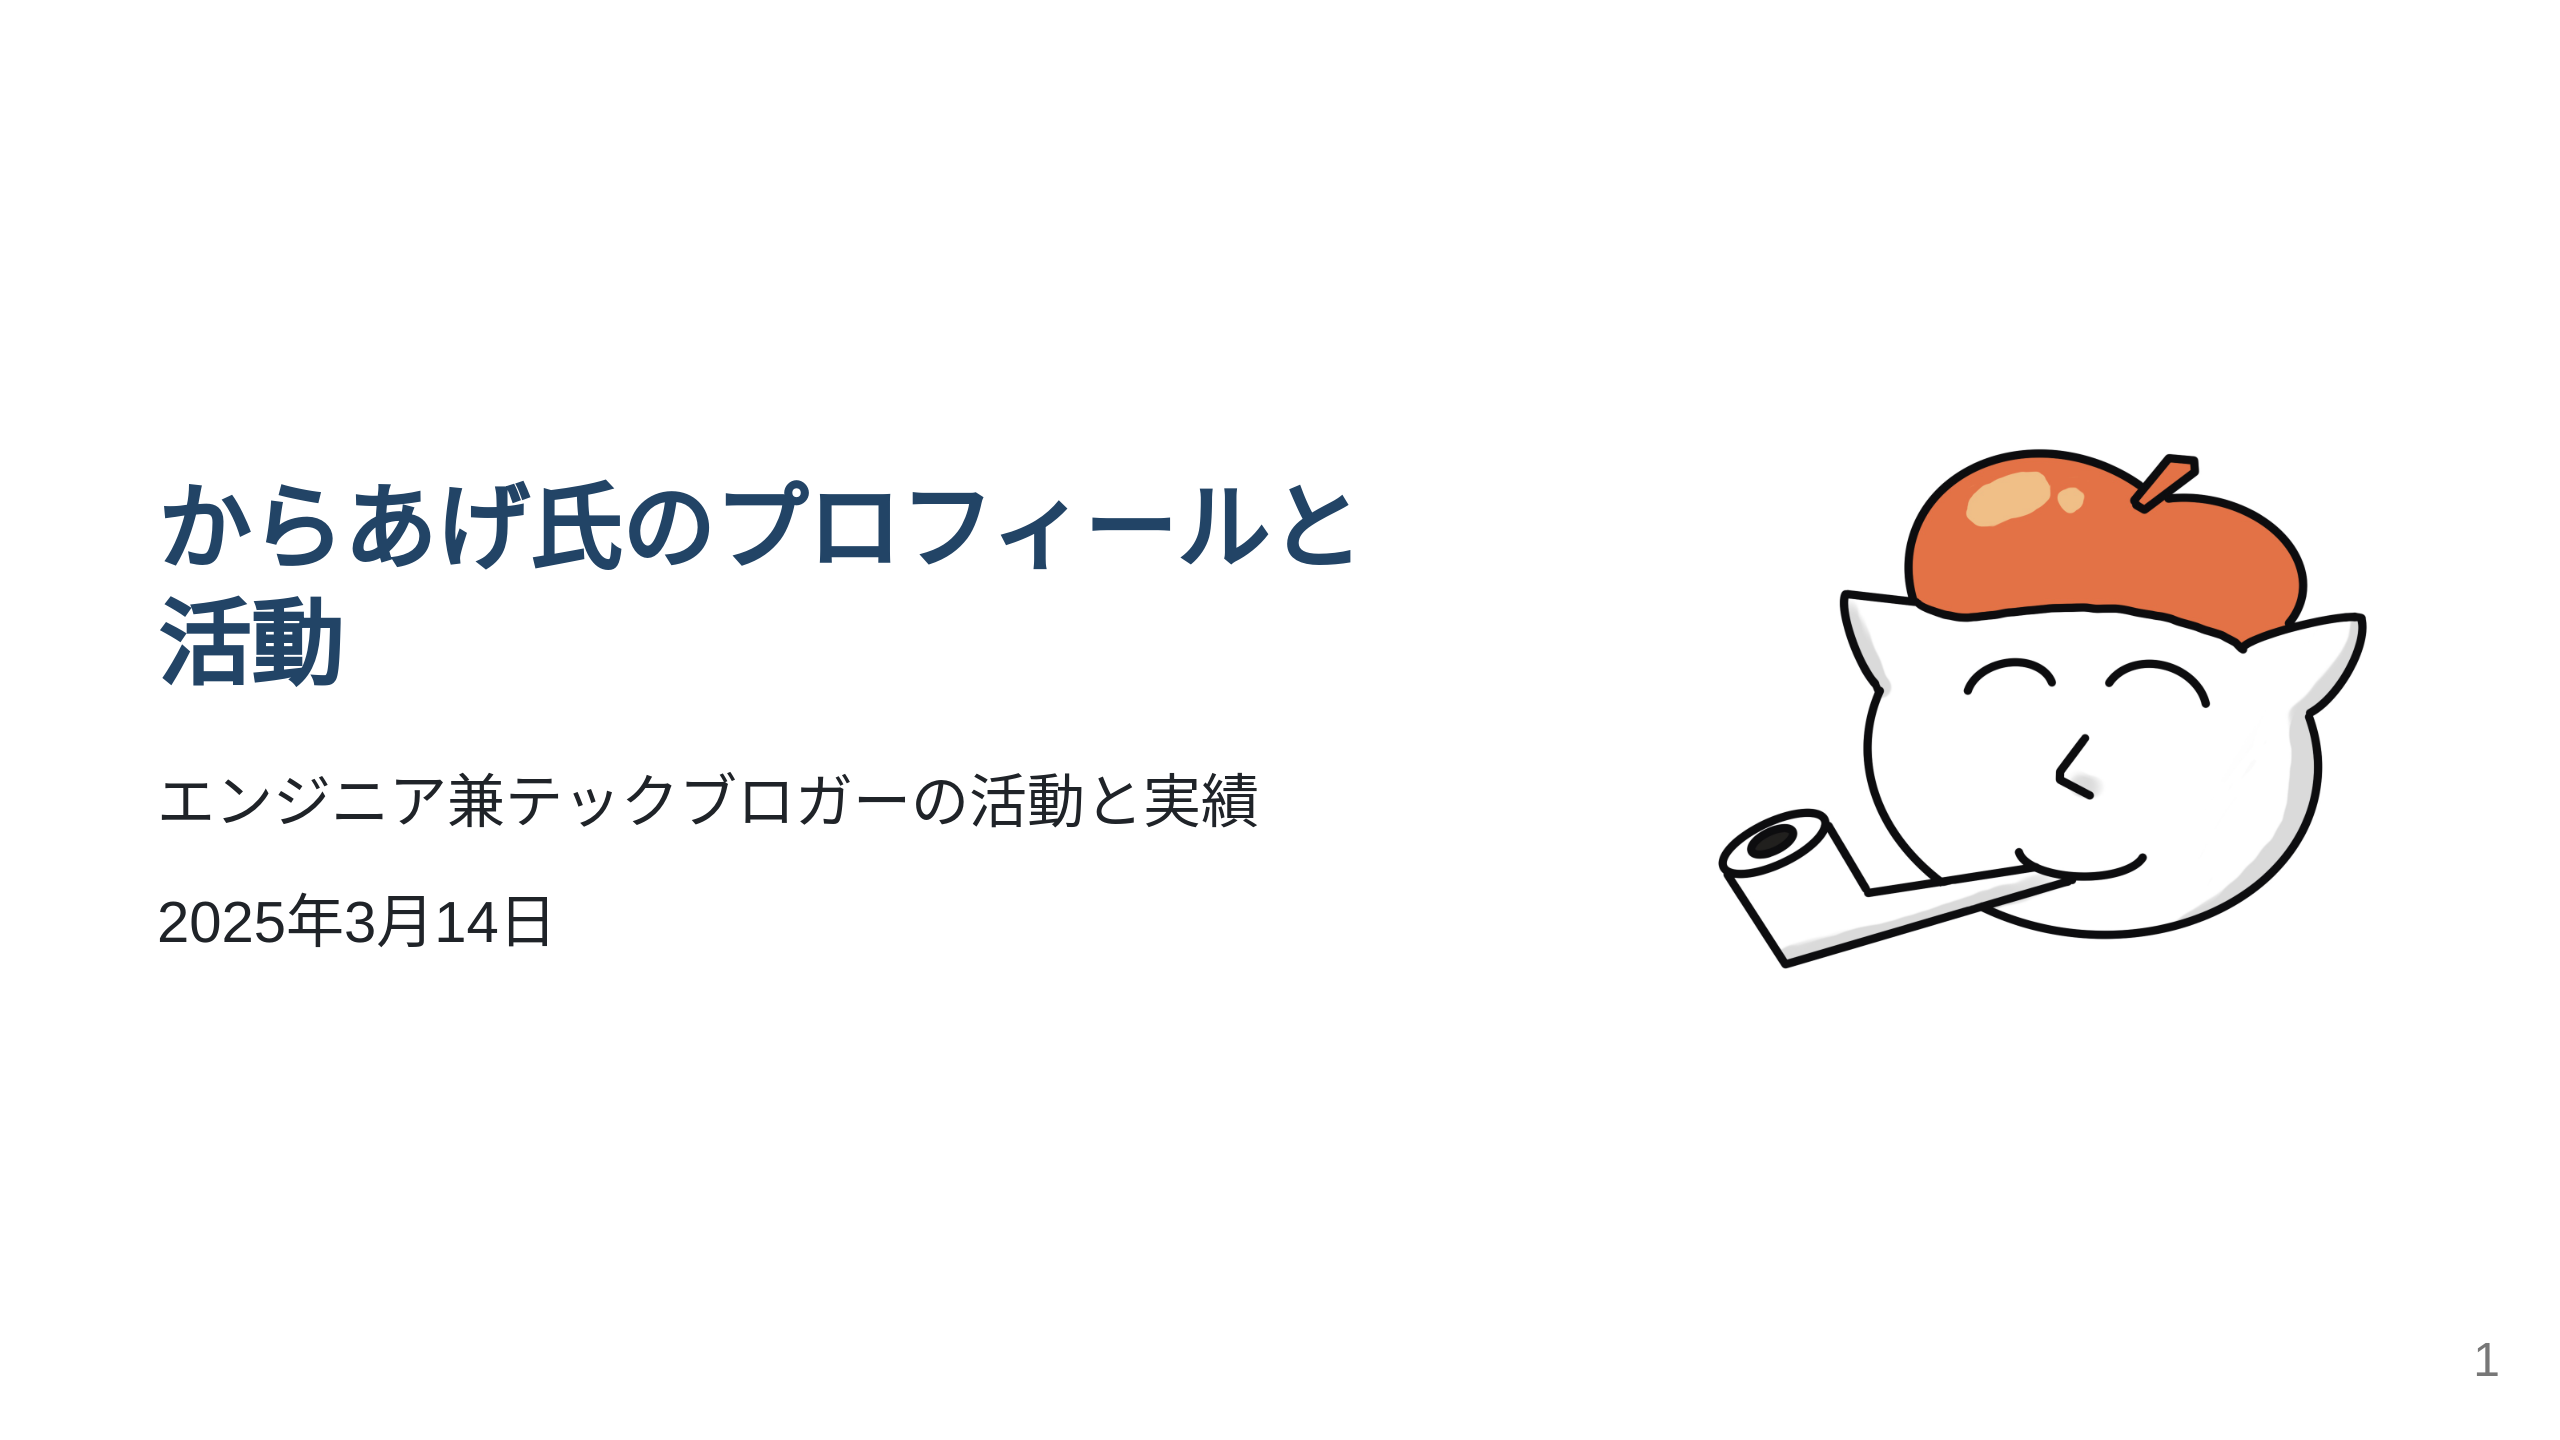 からあげ氏のプロフィールと
活動
エンジニア兼テックブロガーの活動と実績
2025年3月14日
1